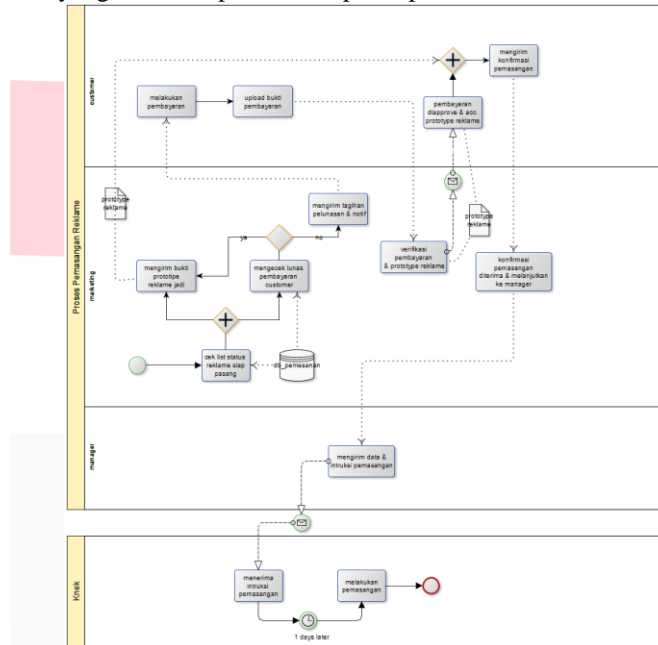 Proses Pemasangan Reklame
customer
melakukan
pembayaran
upload bukti
pembayaran
mengirim
konfirmasi
pemasangan
pembayaran
diapprove & acc
prototype reklame
marketing
prototype
reklame
mengirim tagihan
pelunasan & notif
ya
no
mengirim bukti
prototipe
reklame jadi
mengecek lunas
pembayaran
customer
prototype
reklame
verifikasi
pembayaran
& prototype reklame
konfirmasi
pemasangan
diterima & melanjutkan
ke manager
cek list status
reklame siap
pasang
db_pemesanan
manager
mengirim data &
intruksi pemasangan
menerima
intruksi
pemasangan
melakukan
pemasangan
1 days later